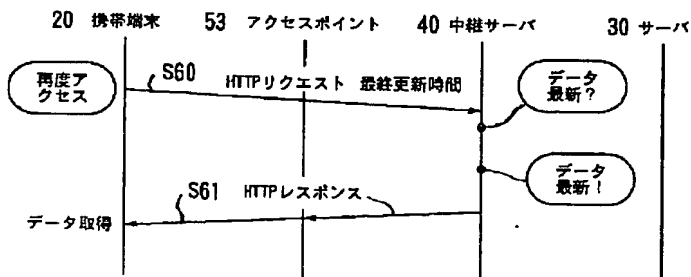 20 携帯端末 53 アクセスポイント 40 中継サーバ 30 サーバ
再度ア
クセス
S60 HTTPリクエスト 最終更新時間
データ
最新?
データ
最新!
S61 HTTPレスポンス
データ取得